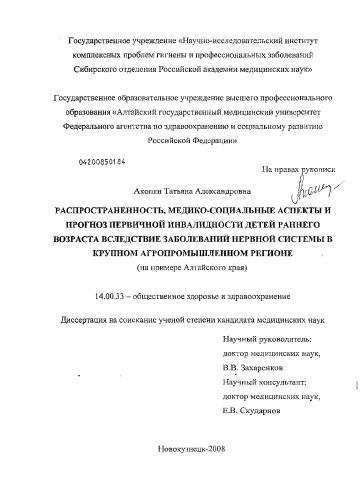 Государственное учреждение «Научно-исследовательский институт
комплексных проблем гигиены и профессиональных заболеваний
Сибирского отделения Российской академии медицинских наук»
Государственное образовательное учреждение высшего профессионального
образования «Алтайский государственный медицинский университет
Федерального агентства по здравоохранению и социальному развитию
Российской Федерации»
04200850184
На правах рукописи
Ахопян Татьяна Александровна
РАСПРОСТРАНЕННОСТЬ, МЕДИКО-СОЦИАЛЬНЫЕ АСПЕКТЫ И
ПРОГНОЗ ПЕРВИЧНОЙ ИНВАЛИДНОСТИ ДЕТЕЙ РАННЕГО
ВОЗРАСТА ВСЛЕДСТВИЕ ЗАБОЛЕВАНИЙ НЕРВНОЙ СИСТЕМЫ В
КРУПНОМ АГРОПРОМЫШЛЕННОМ РЕГИОНЕ
(на примере Алтайского края)
14.00.33 – общественное здоровье и здравоохранение
Диссертация на соискание ученой степени кандидата медицинских наук
Научный руководитель:
доктор медицинских наук,
В.В. Захаренков
Научный консультант:
доктор медицинских наук,
Е.В. Скударнов
Новокузнецк-2008